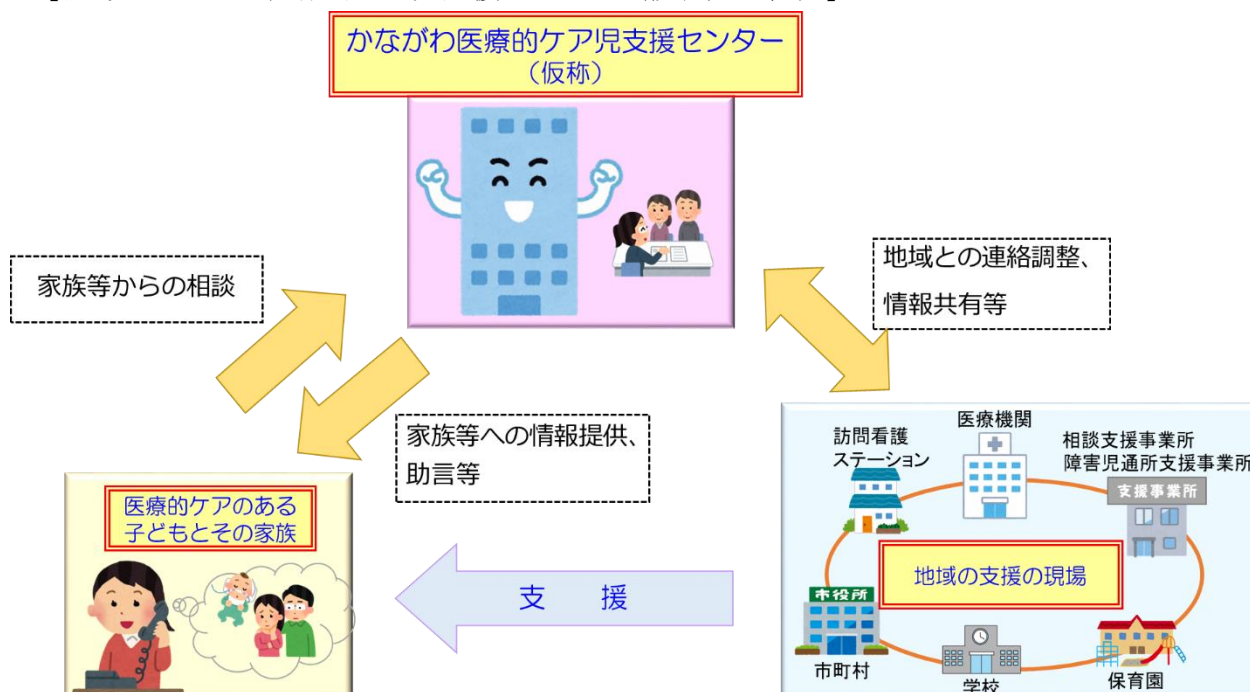 かながわ医療的ケア児支援センター
（仮称）
家族等からの相談
地域との連絡調整、
情報共有等
家族等への情報提供、
助言等
医療的ケアのある
子どもとその家族
支　援
訪問看護
ステーション
医療機関
相談支援事業所
障害児通所支援事業所
支援事業所
地域の支援の現場
市役所
市町村
学校
保育園